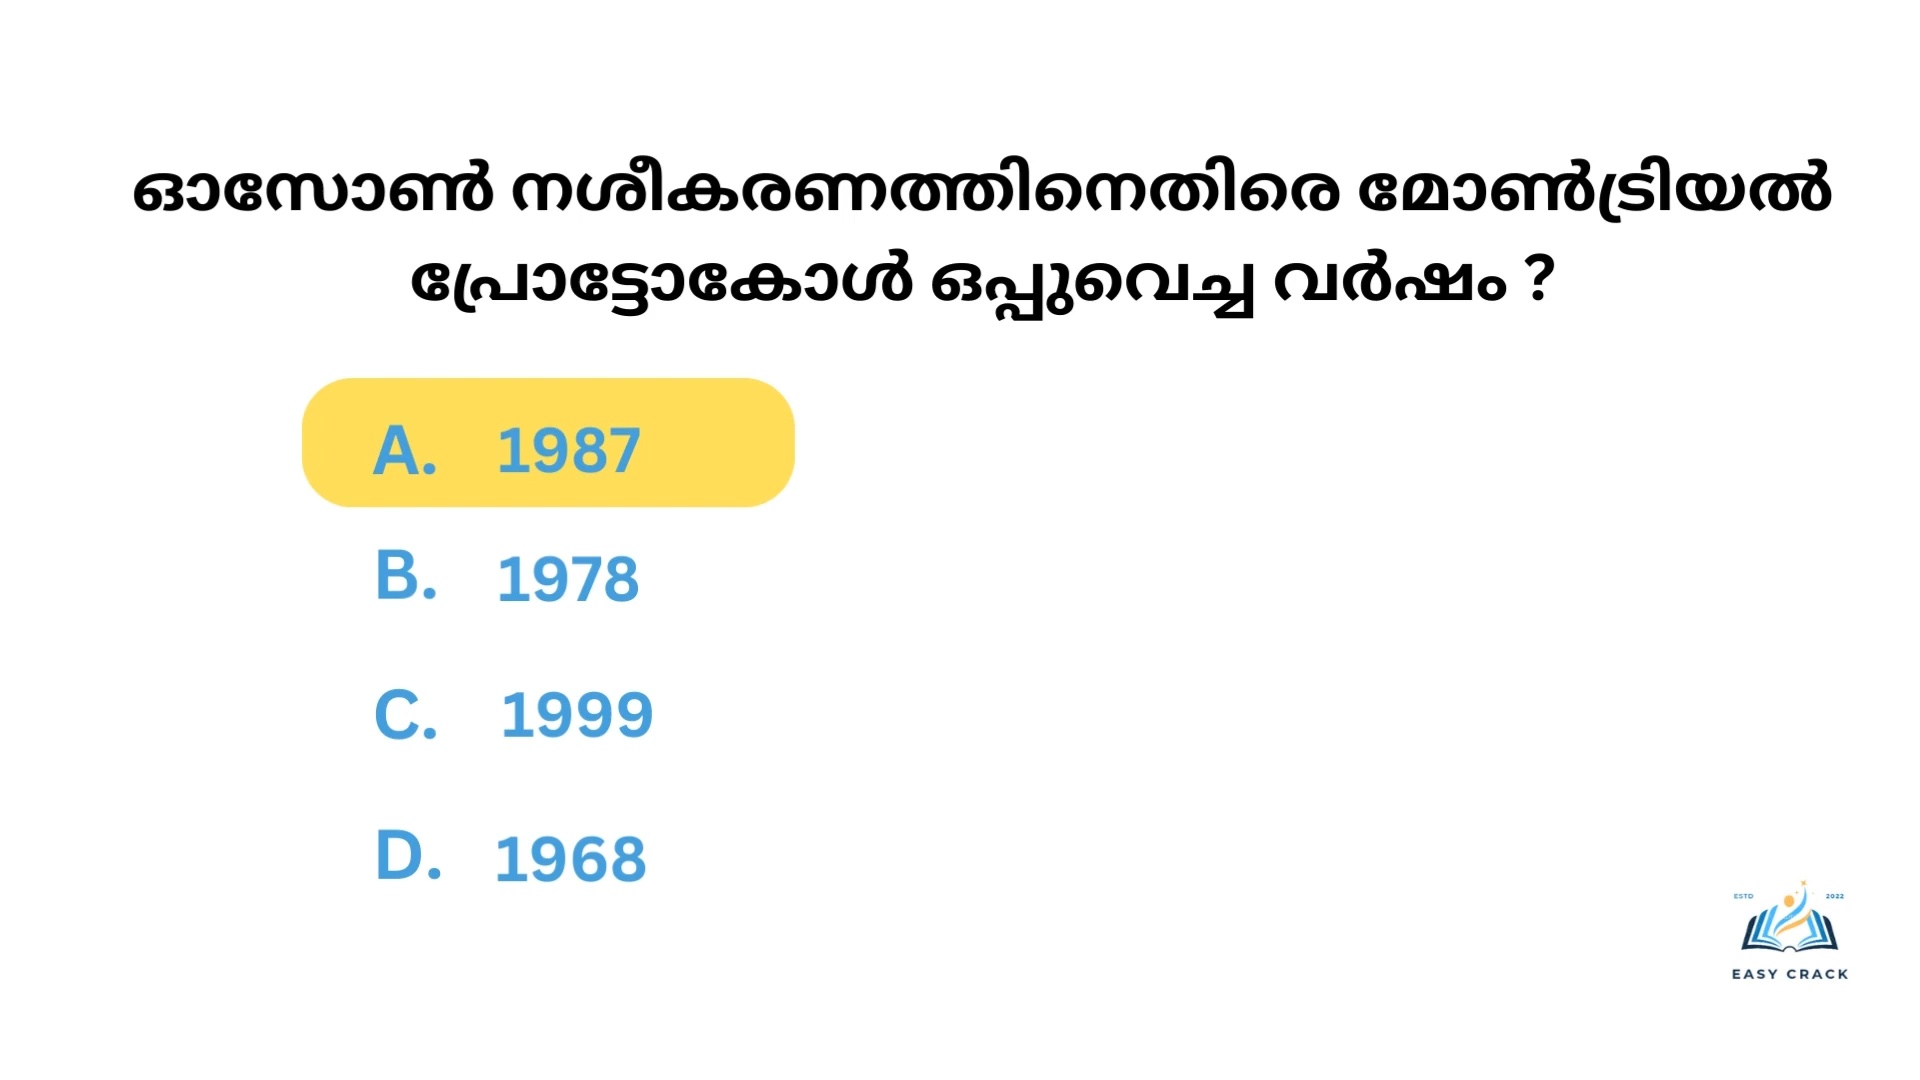 ഓസോൺ നശീകരണത്തിനെതിരെ മോൺട്രിയൽ
പ്രോട്ടോകോൾ ഒപ്പുവെച്ച വർഷം ?
A. 1987
B. 1978
C. 1999
D. 1968
ESTD 2022
EASY CRACK